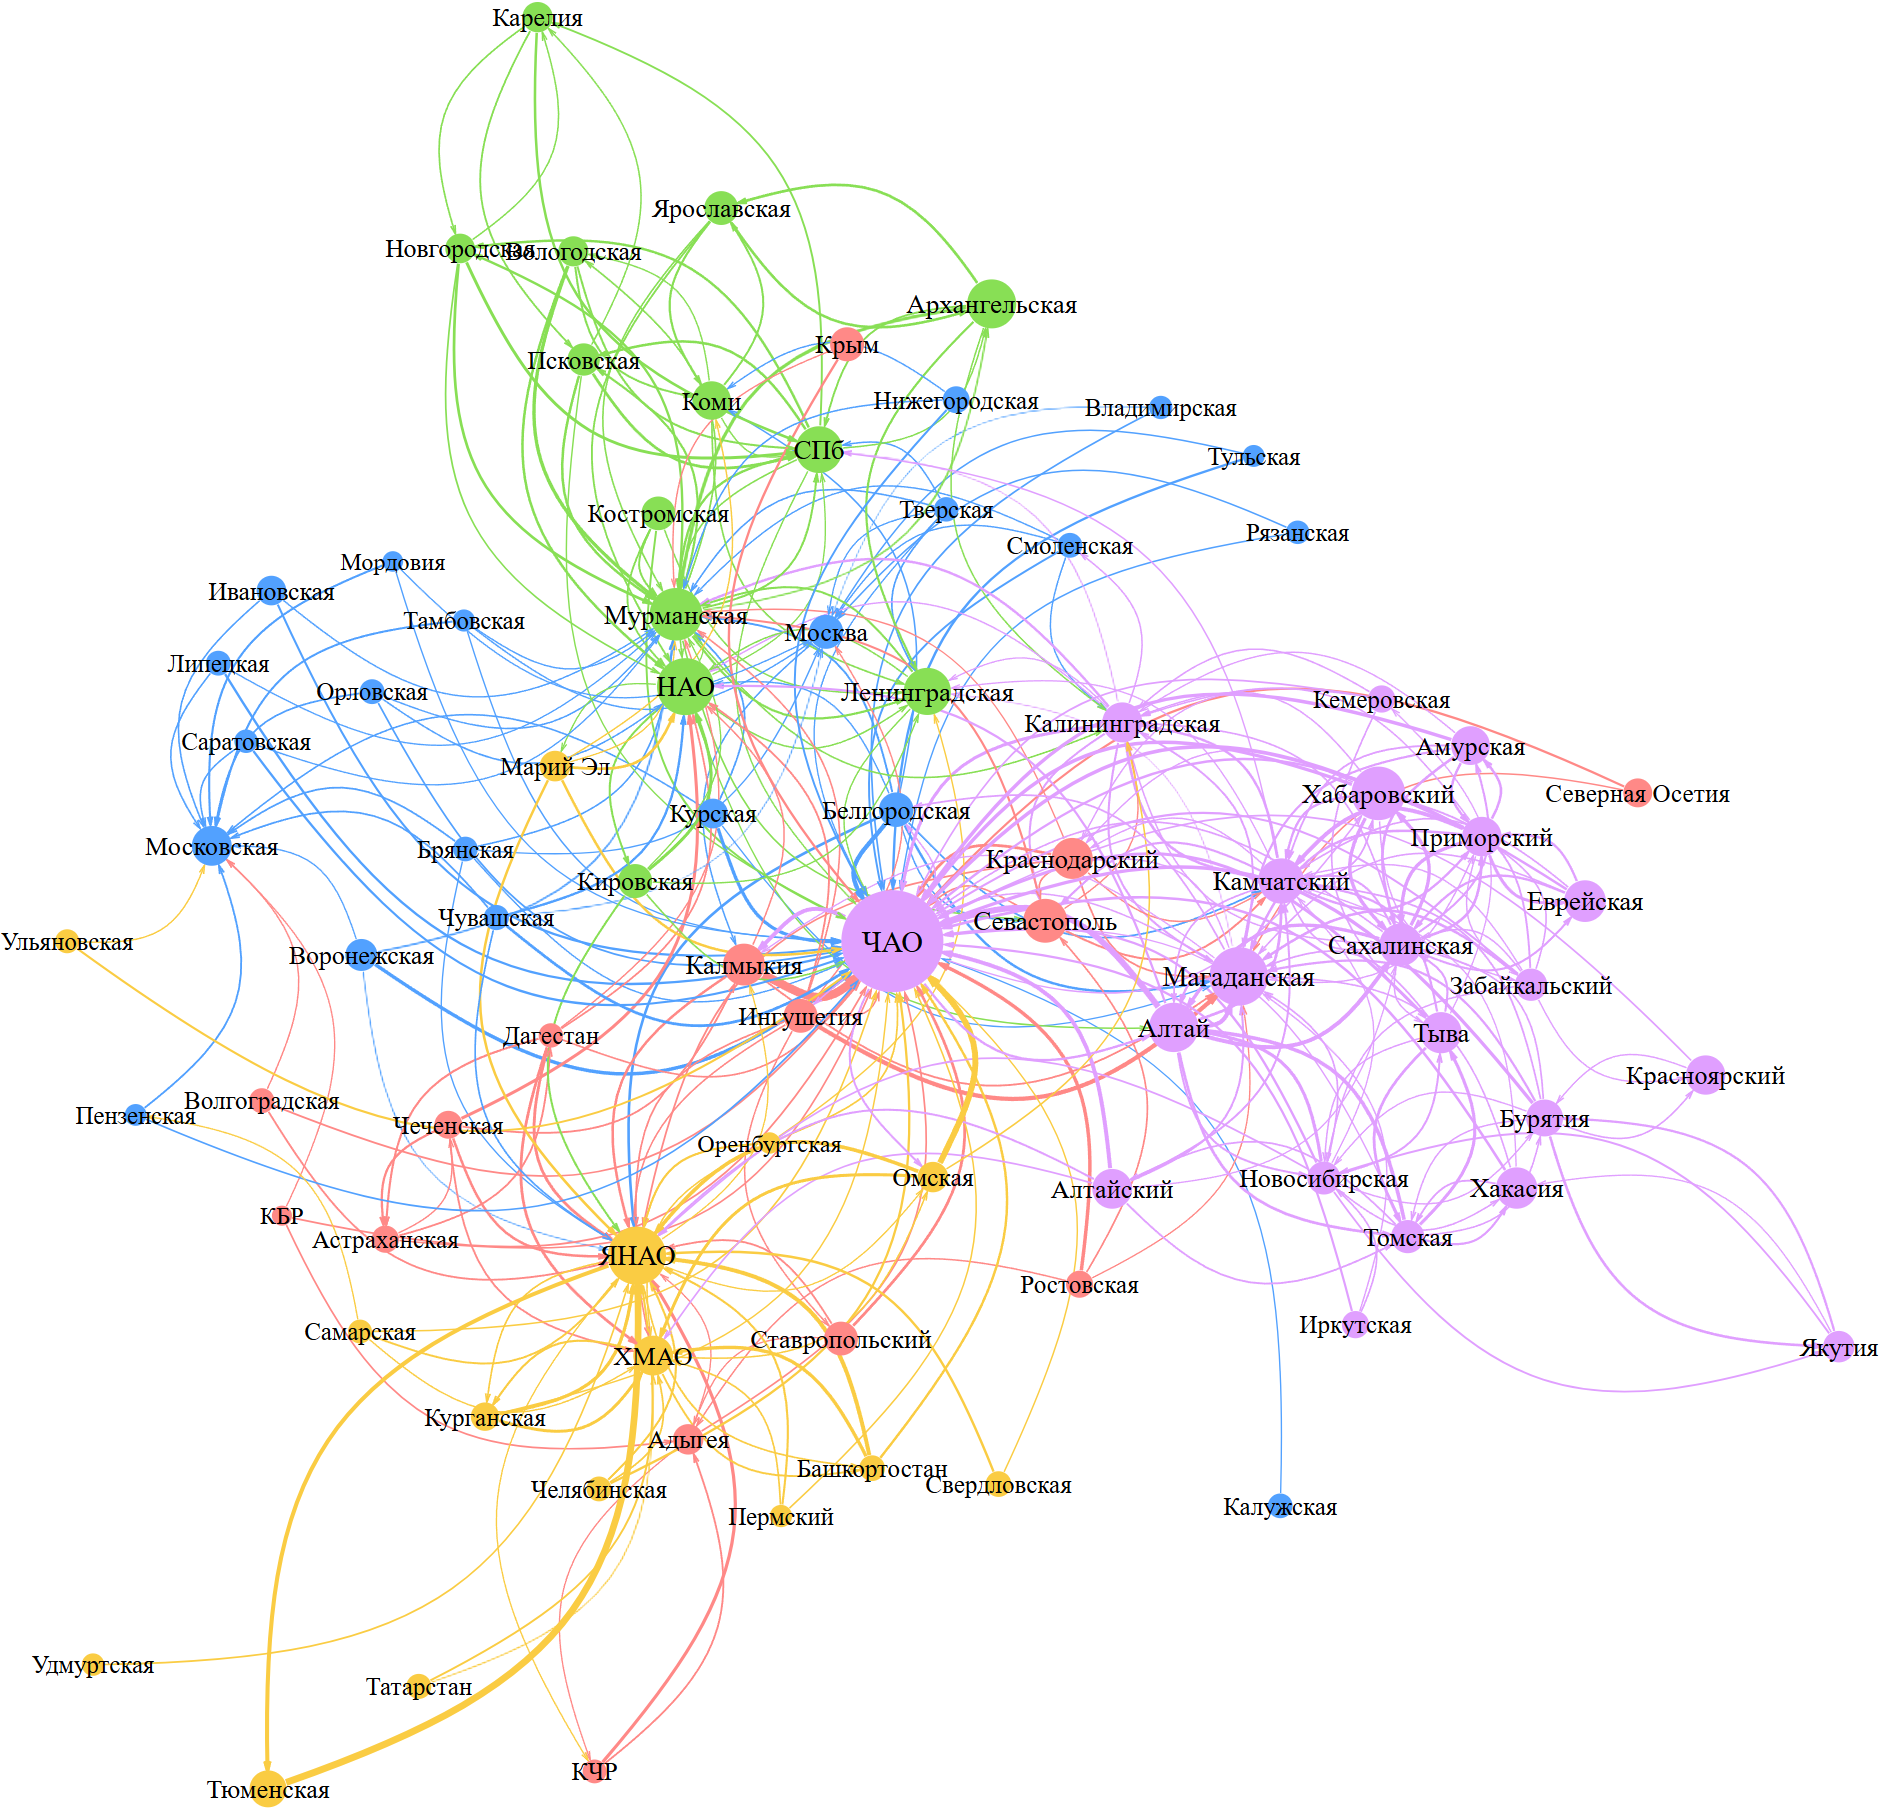 Карелия
Ярославская
Новгородская
Вологодская
Архангельская
Крым
Псковская
Коми
Нижегородская
Владимирская
СПб
Тульская
Костромская
Тверская
Рязанская
Смоленская
Мордовия
Ивановская
Тамбовская
Мурманская
Москва
Липецкая
Орловская
НАО
Ленинградская
Кемеровская
Калининградская
Саратовская
Амурская
Марий Эл
Хабаровский
Северная Осетия
Курская
Белгородская
Приморский
Московская
Брянская
Краснодарский
Кировская
Камчатский
Еврейская
Чувашская
Севастополь
Ульяновская
ЧАО
Сахалинская
Воронежская
Калмыкия
Магаданская
Забайкальский
Ингушетия
Дагестан
Алтай
Тыва
Красноярский
Волгоградская
Пензенская
Чеченская
Бурятия
Оренбургская
Омская
Алтайский
Новосибирская
Хакасия
КБР
Астраханская
Томская
ЯНАО
Ростовская
Самарская
Ставропольский
Иркутская
Якутия
ХМАО
Курганская
Адыгея
Башкортостан
Челябинская
Свердловская
Пермский
Калужская
Удмуртская
Татарстан
КЧР
Тюменская